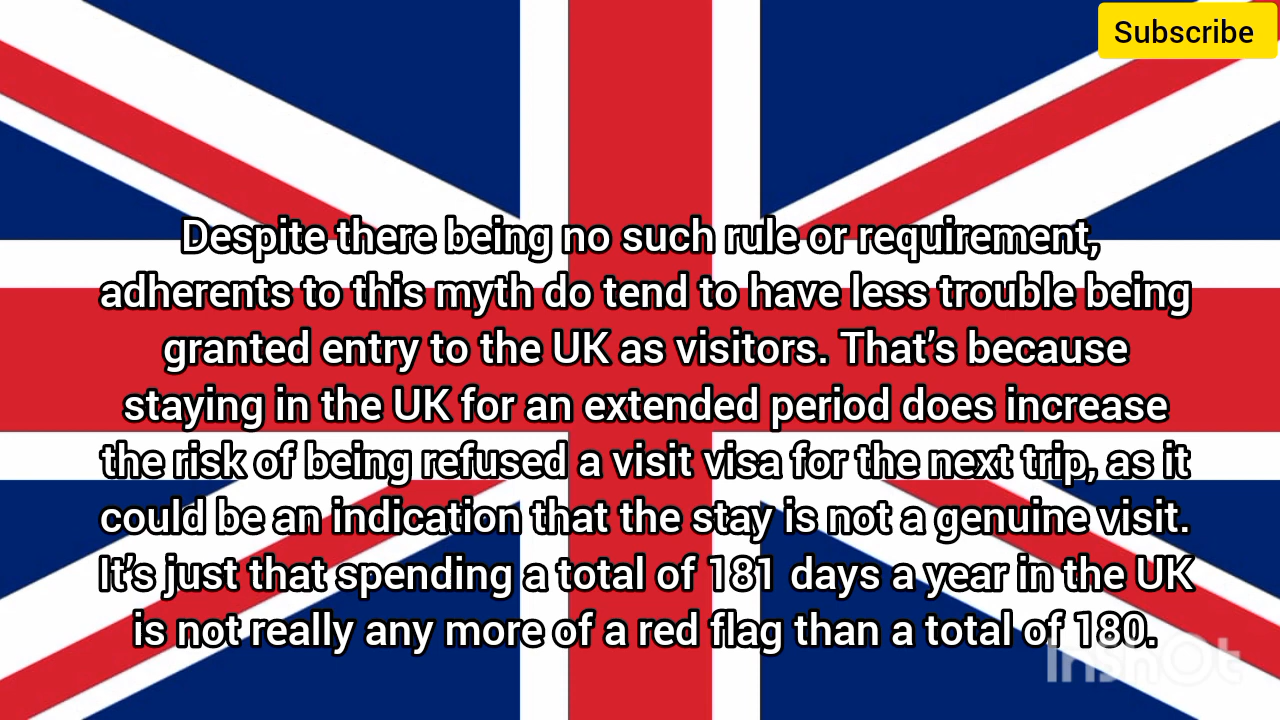 Subscribe
Despite there being no such rule or requirement,
adherents to this myth do tend to have less trouble being
granted entry to the UK as visitors. That’s because
staying in the UK for an extended period does increase
the risk of being refused a visit visa for the next trip, as it
could be an indication that the stay is not a genuine visit.
It’s just that spending a total of 181 days a year in the UK
is not really any more of a red flag than a total of 180.
InshOt